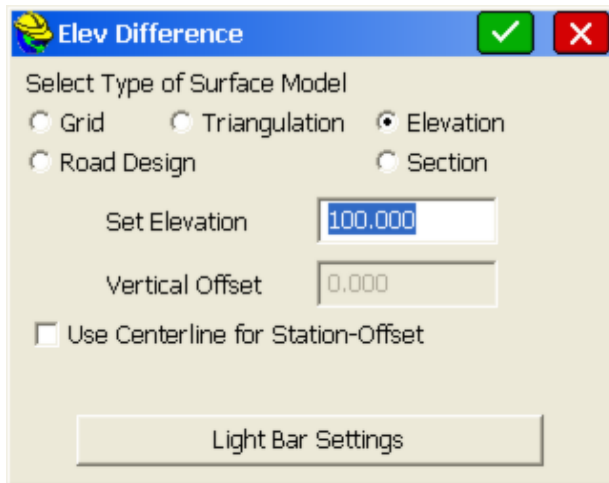 Elev Difference
Select Type of Surface Model
Grid Triangulation Elevation
Road Design Section
Set Elevation 100.000
Vertical Offset 0.000
Use Centerline for Station-Offset
Light Bar Settings